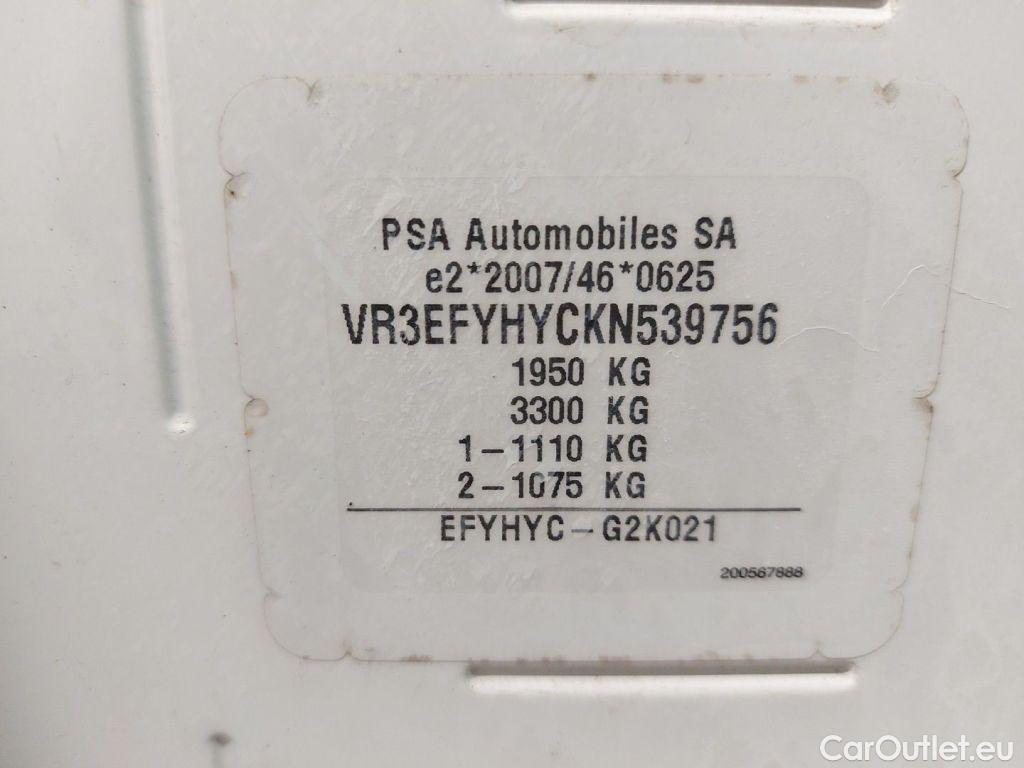 PSA Automobiles SA
e2*2007/46*0625
VR3EFYHYCKN539756
1950 KG
3300 KG
1-1110 KG
2-1075 KG
EFYHYC-G2K021
200567888
CarOutlet.eu